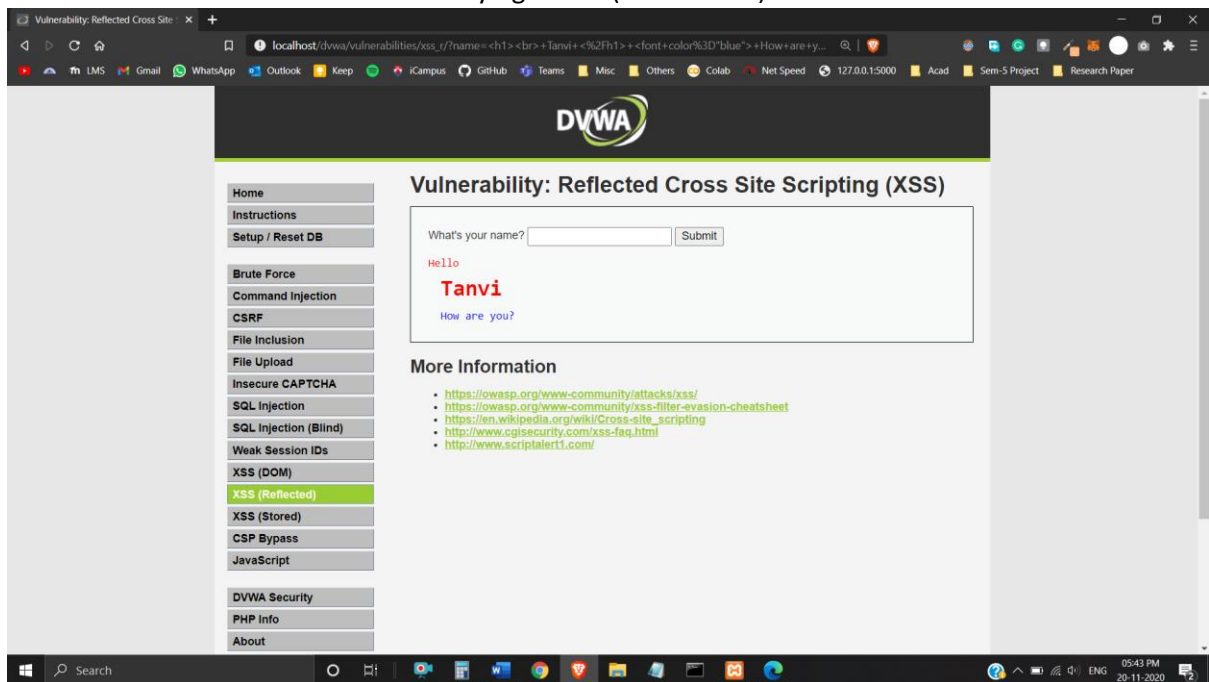 Vulnerability: Reflected Cross Site
localhost/dvwa/vulnerabilities/xss_r/?name=<h1><br>+Tanvi+<%2Fh1>+<font+color%3D"blue">+How+are+y...
LMS Gmail WhatsApp Outlook Keep iCampus GitHub Teams Misc Others Colab Net Speed 127.0.0.1:5000 Acad Sem-5 Project Research Paper
DVWA
Home
Instructions
Setup / Reset DB
Brute Force
Command Injection
CSRF
File Inclusion
File Upload
Insecure CAPTCHA
SQL Injection
SQL Injection (Blind)
Weak Session IDs
XSS (DOM)
XSS (Reflected)
XSS (Stored)
CSP Bypass
JavaScript
DVWA Security
PHP Info
About
Vulnerability: Reflected Cross Site Scripting (XSS)
What's your name? Submit
Hello
Tanvi
How are you?
More Information
https://owasp.org/www-community/attacks/xss/
https://owasp.org/www-community/xss-filter-evasion-cheatsheet
https://en.wikipedia.org/wiki/Cross-site_scripting
http://www.cgisecurity.com/xss-faq.html
http://www.scriptalert1.com/
Search
ENG
05:43 PM
20-11-2020